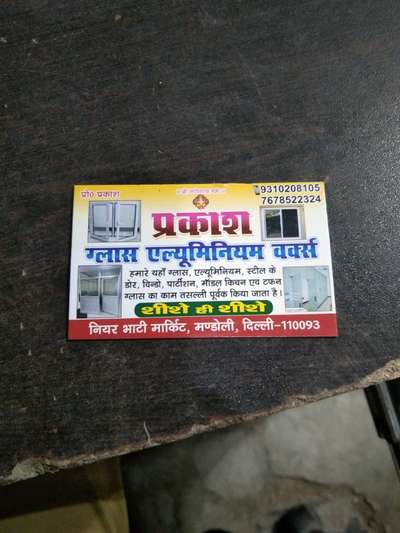 प्रो० प्रकाश
9310208105
7678522324
प्रकाश
ग्लास एल्यूमिनियम वर्क्स
हमारे यहाँ ग्लास, एल्यूमिनियम, स्टील के
डोर, विन्डो, पार्टीशन, मौडल किचन एवं टफन
ग्लास का काम तसल्ली पूर्वक किया जाता है।
शीशे ही शीशे
नियर भाटी मार्किट, मण्डोली, दिल्ली-110093